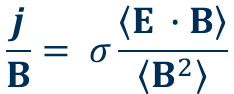 j/B = σ ⟨E · B⟩/⟨B²⟩